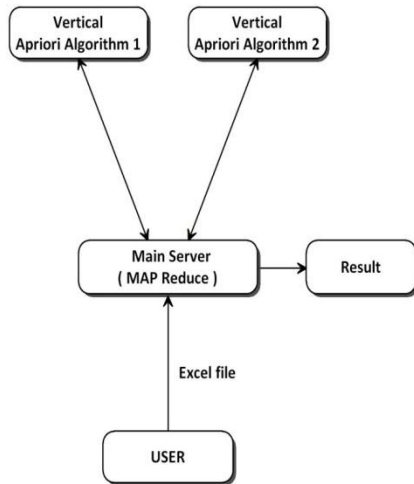 Vertical
Apriori Algorithm 1
Vertical
Apriori Algorithm 2
Main Server
( MAP Reduce )
Result
Excel file
USER